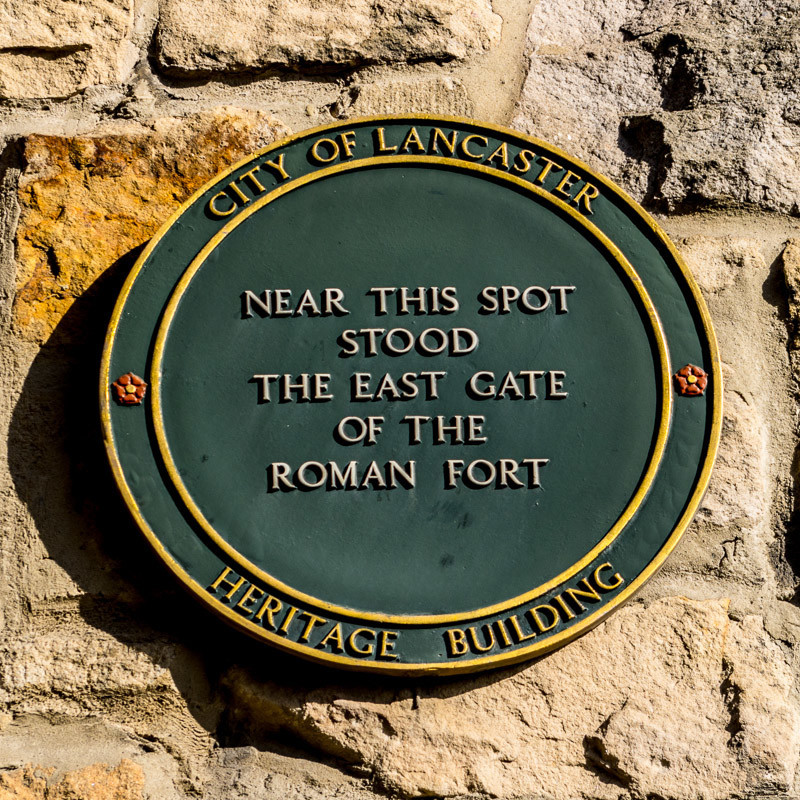 CITY OF LANCASTER
NEAR THIS SPOT
STOOD
THE EAST GATE
OF THE
ROMAN FORT
HERITAGE BUILDING